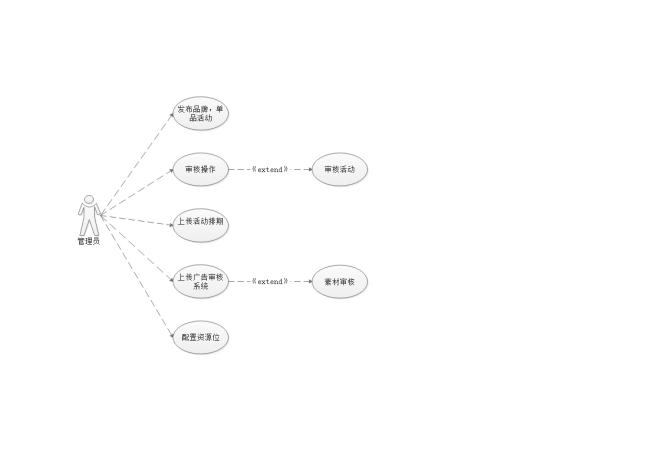 发布品牌，单
品活动
审核操作
《extend》
审核活动
上传活动排期
管理员
上传广告审核
系统
《extend》
素材审核
配置资源位